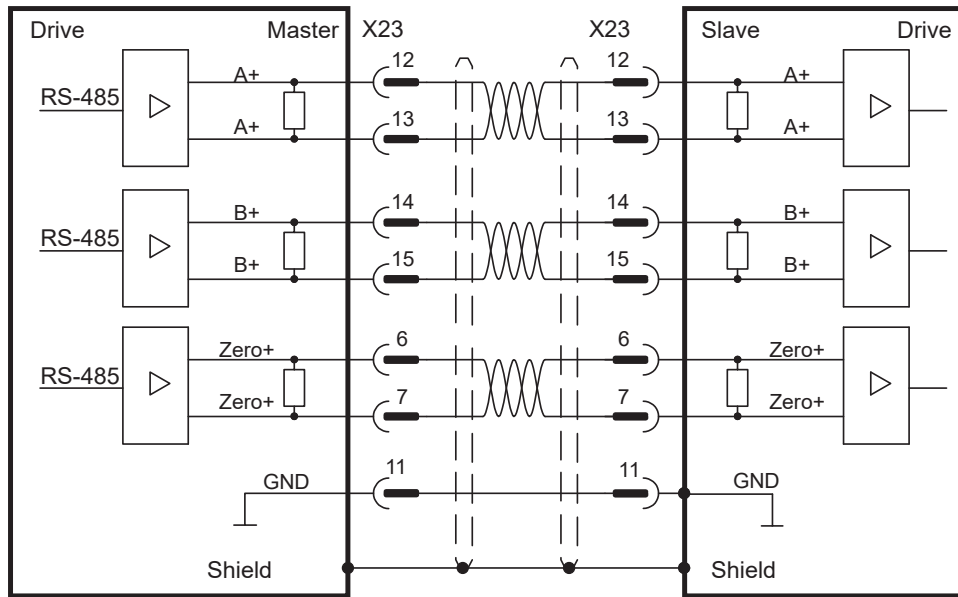 Drive Master X23 X23 Slave Drive
12 12
A+ A+
RS-485
13 13
A+ A+
14 14
B+ B+
RS-485
15 15
B+ B+
6 6
Zero+ Zero+
RS-485
7 7
Zero+ Zero+
11 11
GND GND
Shield Shield